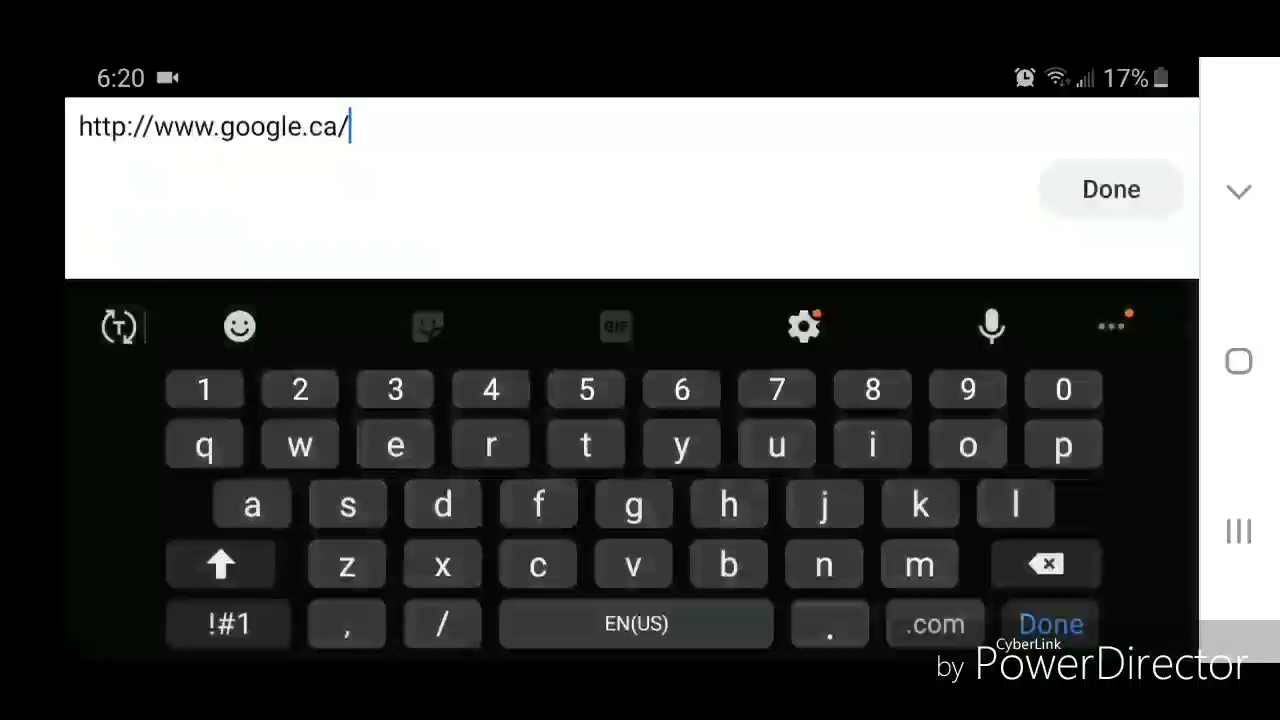 6:20 17%
http://www.google.ca/
Done
T GIF
1 2 3 4 5 6 7 8 9 0
q w e r t y u i o p
a s d f g h j k l
z x c v b n m
!#1 , / EN(US) . .com Done
CyberLink
by PowerDirector